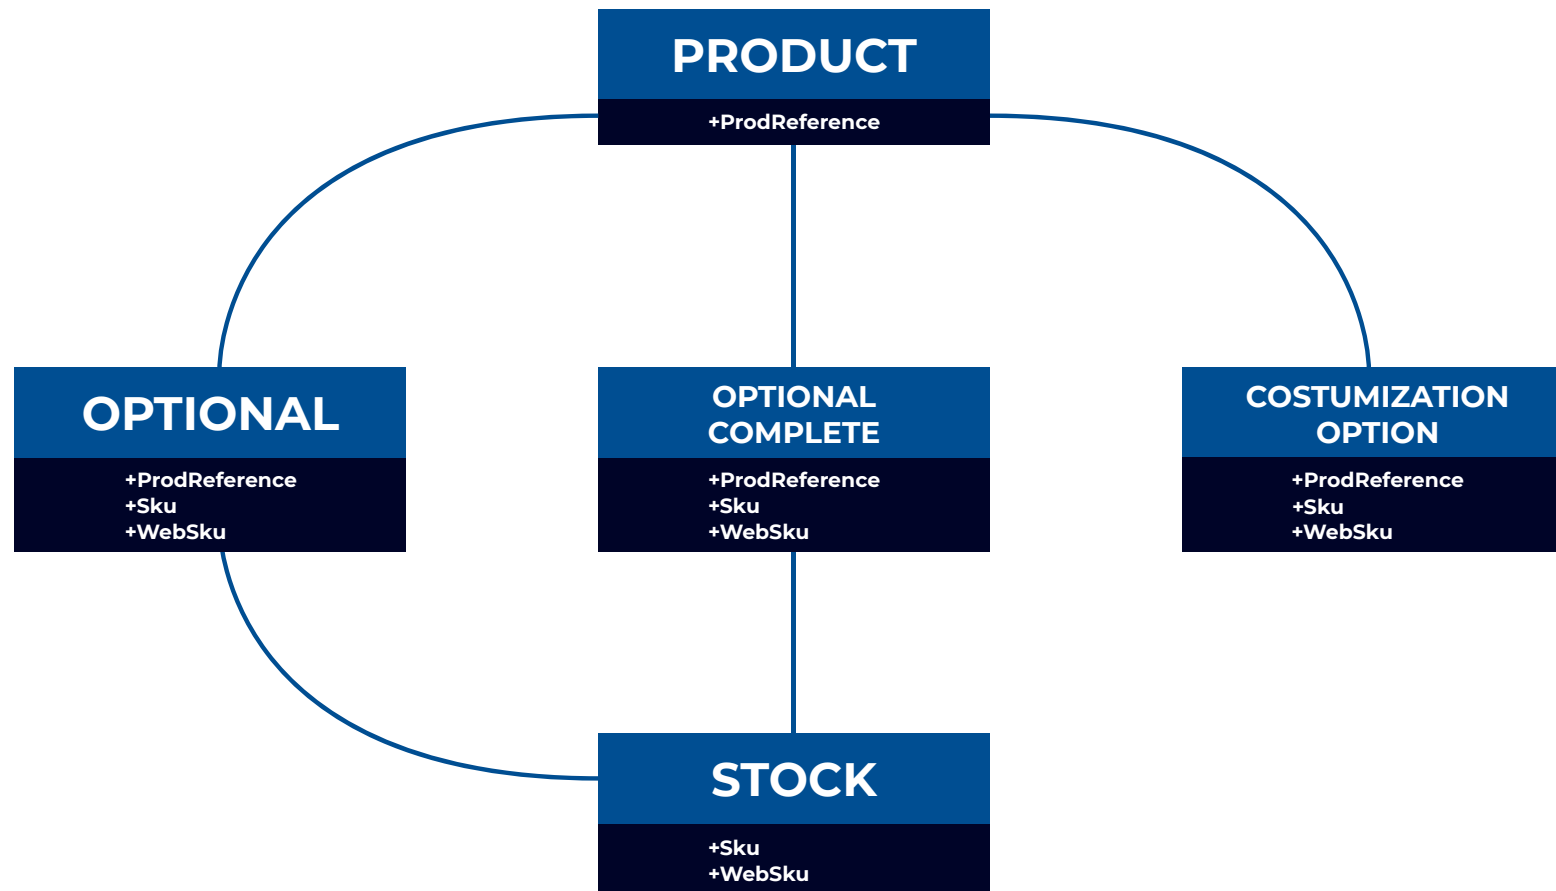 PRODUCT
+ProdReference
OPTIONAL
+ProdReference
+Sku
+WebSku
OPTIONAL
COMPLETE
+ProdReference
+Sku
+WebSku
COSTUMIZATION
OPTION
+ProdReference
+Sku
+WebSku
STOCK
+Sku
+WebSku